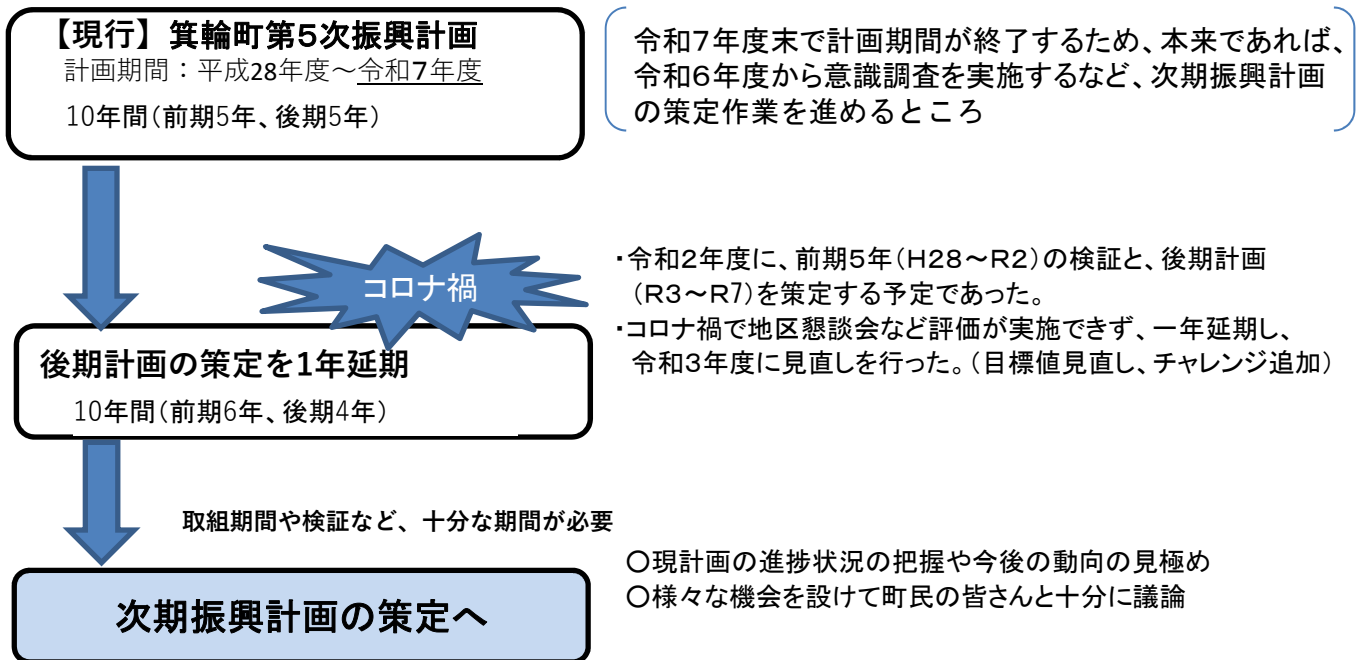 【現行】箕輪町第5次振興計画
計画期間：平成28年度～令和7年度
10年間(前期5年、後期5年)
令和7年度末で計画期間が終了するため、本来であれば、
令和6年度から意識調査を実施するなど、次期振興計画
の策定作業を進めるところ
コロナ禍
・令和2年度に、前期5年(H28～R2)の検証と、後期計画
(R3～R7)を策定する予定であった。
・コロナ禍で地区懇談会など評価が実施できず、一年延期し、
令和3年度に見直しを行った。(目標値見直し、チャレンジ追加)
後期計画の策定を1年延期
10年間(前期6年、後期4年)
取組期間や検証など、十分な期間が必要
〇現計画の進捗状況の把握や今後の動向の見極め
〇様々な機会を設けて町民の皆さんと十分に議論
次期振興計画の策定へ